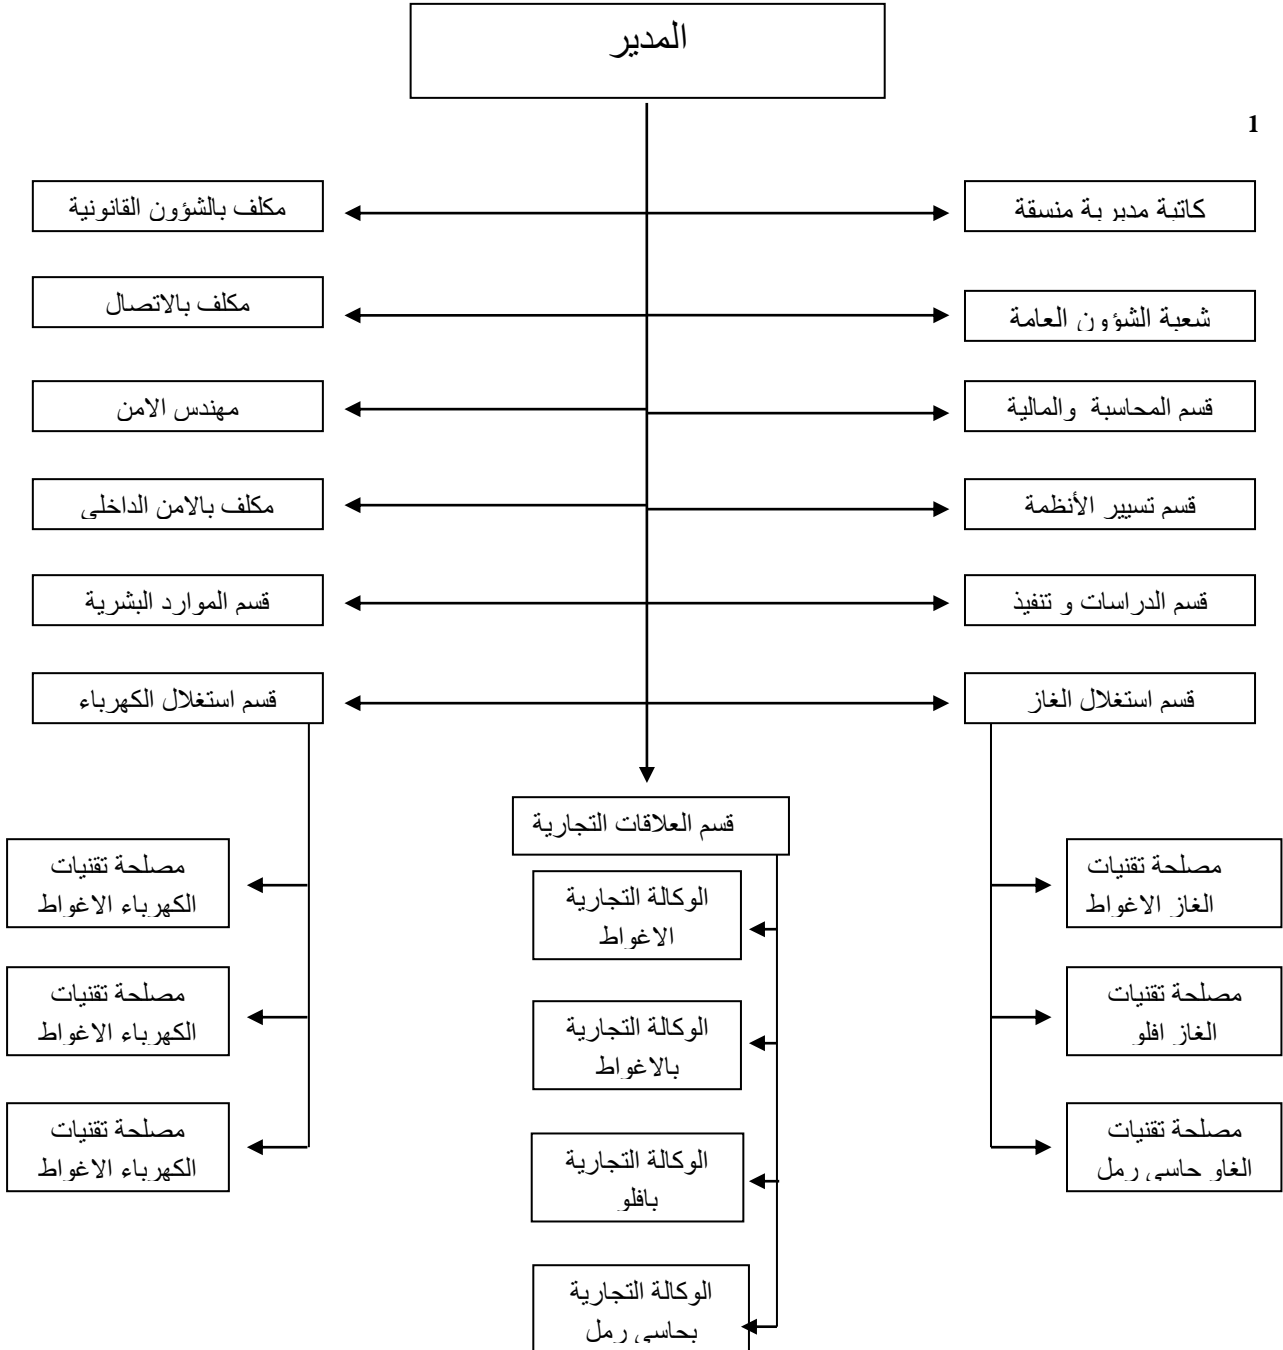 المدير
1
كاتبة مديرية منسقة
مكلف بالشؤون القانونية
شعبة الشؤون العامة
مكلف بالاتصال
قسم المحاسبة والمالية
مهندس الامن
قسم تسيير الأنظمة
مكلف بالامن الداخلي
قسم الدراسات و تنفيذ
قسم الموارد البشرية
قسم استغلال الغاز
قسم استغلال الكهرباء
قسم العلاقات التجارية
مصلحة تقنيات
الغاز الاغواط
مصلحة تقنيات
الغاز افلو
مصلحة تقنيات
الغاو حاسي رمل
الوكالة التجارية
الاغواط
الوكالة التجارية
بالاغواط
الوكالة التجارية
بافلو
الوكالة التجارية
بحاسي رمل
مصلحة تقنيات
الكهرباء الاغواط
مصلحة تقنيات
الكهرباء الاغواط
مصلحة تقنيات
الكهرباء الاغواط